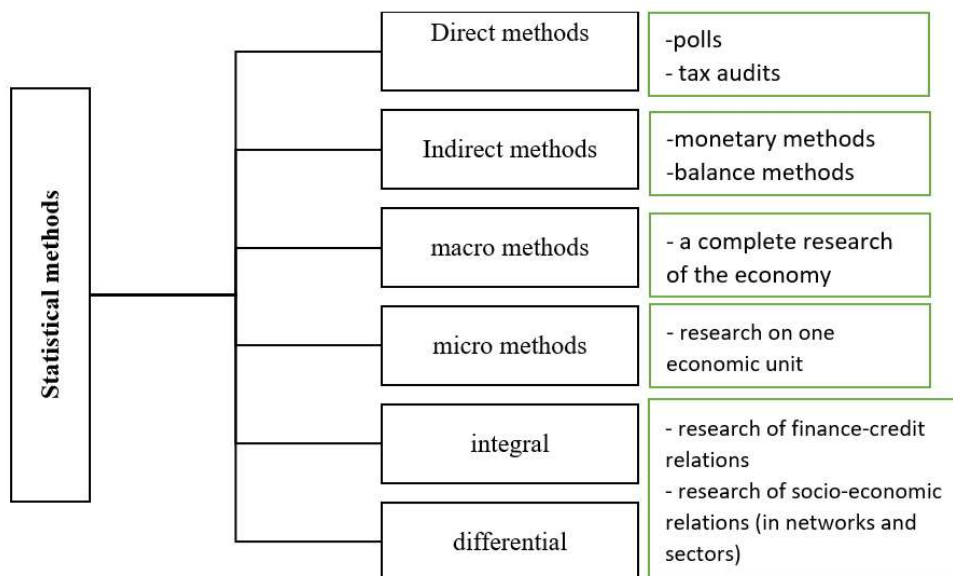 Statistical methods
Direct methods
-polls
- tax audits
Indirect methods
-monetary methods
-balance methods
macro methods
- a complete research
of the economy
micro methods
- research on one
economic unit
integral
differential
- research of finance-credit
relations
- research of socio-economic
relations (in networks and
sectors)